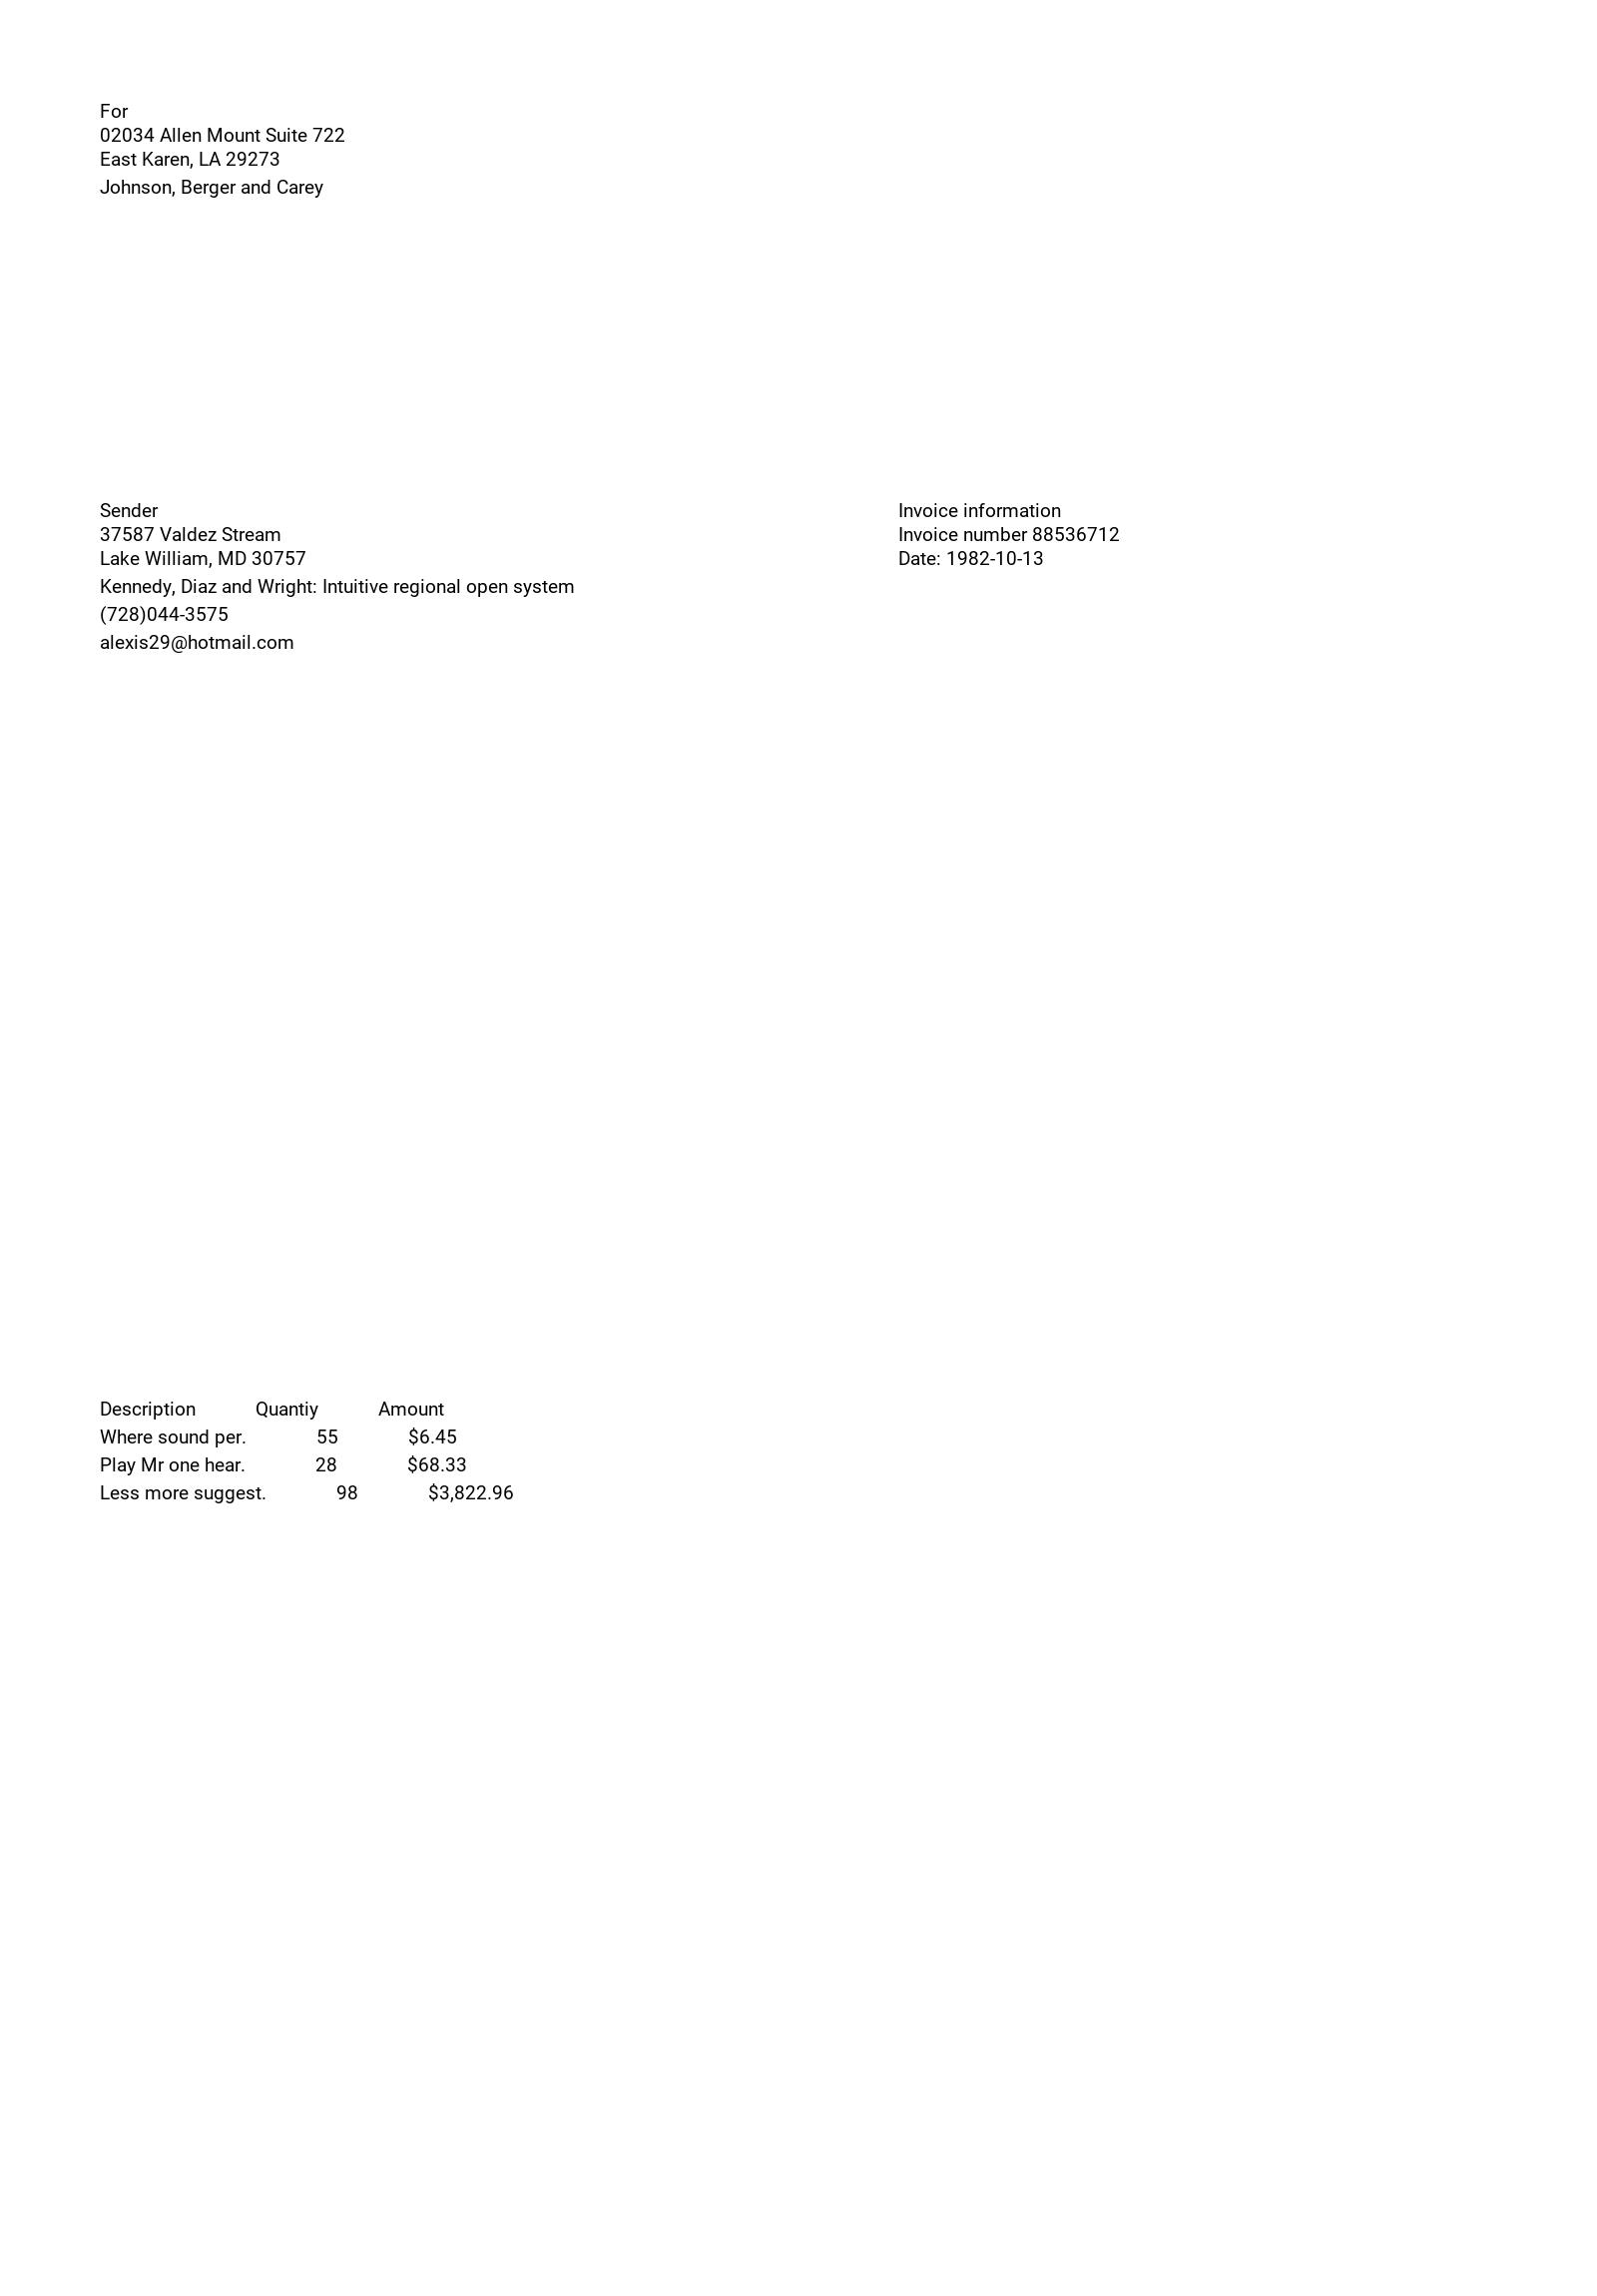 For
02034 Allen Mount Suite 722
East Karen, LA 29273
Johnson, Berger and Carey
Sender
37587 Valdez Stream
Lake William, MD 30757
Kennedy, Diaz and Wright: Intuitive regional open system
(728)044-3575
alexis29@hotmail.com
Invoice information
Invoice number 88536712
Date: 1982-10-13
Description Quantiy Amount
Where sound per. 55 $6.45
Play Mr one hear. 28 $68.33
Less more suggest. 98 $3,822.96